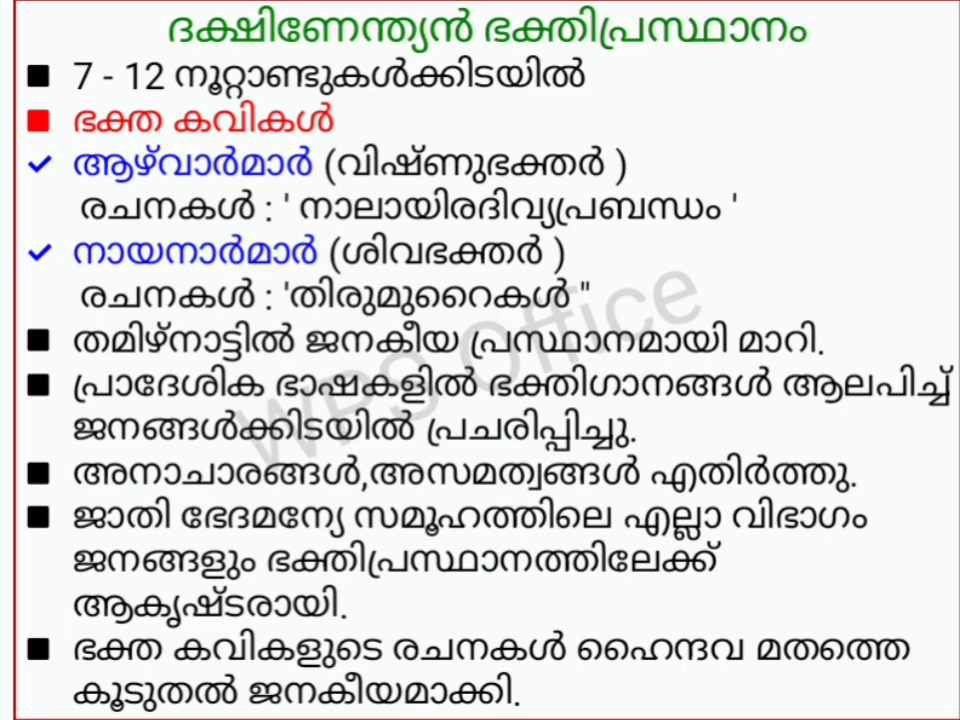 ദക്ഷിണേന്ത്യൻ ഭക്തിപ്രസ്ഥാനം
■ 7 - 12 നൂറ്റാണ്ടുകൾക്കിടയിൽ
■ ഭക്ത കവികൾ
✓ ആഴ്‌വാർമാർ (വിഷ്ണുഭക്തർ )
രചനകൾ : ' നാലായിരദിവ്യപ്രബന്ധം '
✓ നായനാർമാർ (ശിവഭക്തർ )
രചനകൾ : 'തിരുമുറൈകൾ "
■ തമിഴ്നാട്ടിൽ ജനകീയ പ്രസ്ഥാനമായി മാറി.
■ പ്രാദേശിക ഭാഷകളിൽ ഭക്തിഗാനങ്ങൾ ആലപിച്ച്
ജനങ്ങൾക്കിടയിൽ പ്രചരിപ്പിച്ചു.
■ അനാചാരങ്ങൾ,അസമത്വങ്ങൾ എതിർത്തു.
■ ജാതി ഭേദമന്യേ സമൂഹത്തിലെ എല്ലാ വിഭാഗം
ജനങ്ങളും ഭക്തിപ്രസ്ഥാനത്തിലേക്ക്
ആകൃഷ്ടരായി.
■ ഭക്ത കവികളുടെ രചനകൾ ഹൈന്ദവ മതത്തെ
കൂടുതൽ ജനകീയമാക്കി.
WPS Office